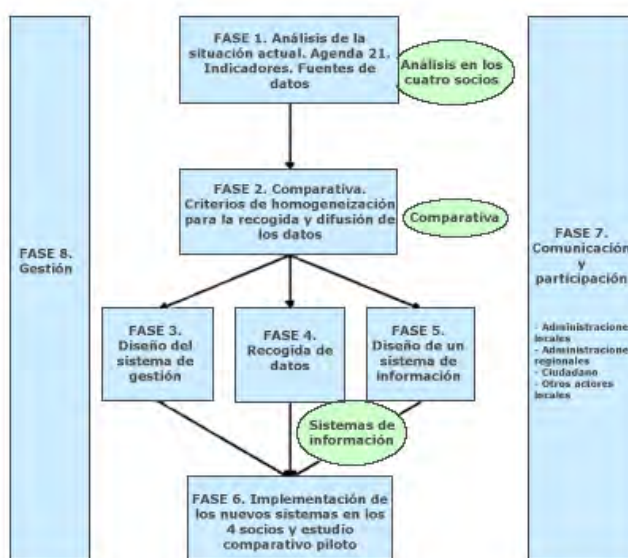 FASE 1. Análisis de la
situación actual. Agenda 21.
Indicadores. Fuentes de
datos
Análisis en los
cuatro socios
FASE 2. Comparativa.
Criterios de homogeneización
para la recogida y difusión de
los datos
Comparativa
FASE 8.
Gestión
FASE 7.
Comunicación
y
participación
- Administracione
locales
- Administracione
regionales
- Ciudadano
- Otros actores
locales
FASE 3.
Diseño del
sistema de
gestión
FASE 4.
Recogida de
datos
FASE 5.
Diseño de un
sistema de
información
Sistemas de
información
FASE 6. Implementación de
los nuevos sistemas en los
4 socios y estudio
comparativo piloto